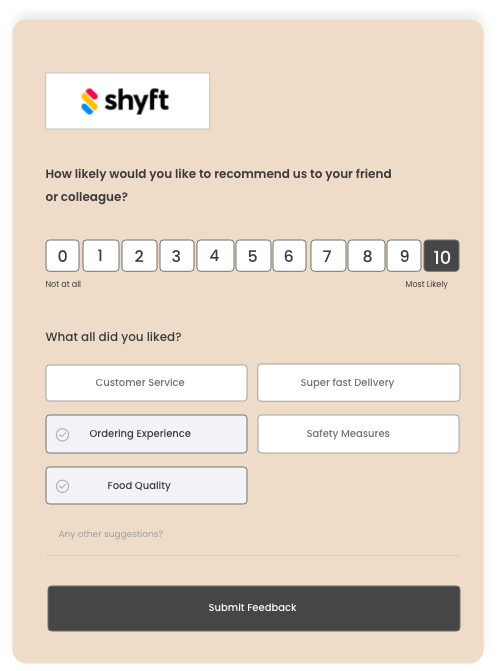 shyft
How likely would you like to recommend us to your friend
or colleague?
0 1 2 3 4 5 6 7 8 9 10
Not at all Most Likely
What all did you liked?
Customer Service Super fast Delivery
Ordering Experience Safety Measures
Food Quality
Any other suggestions?
Submit Feedback